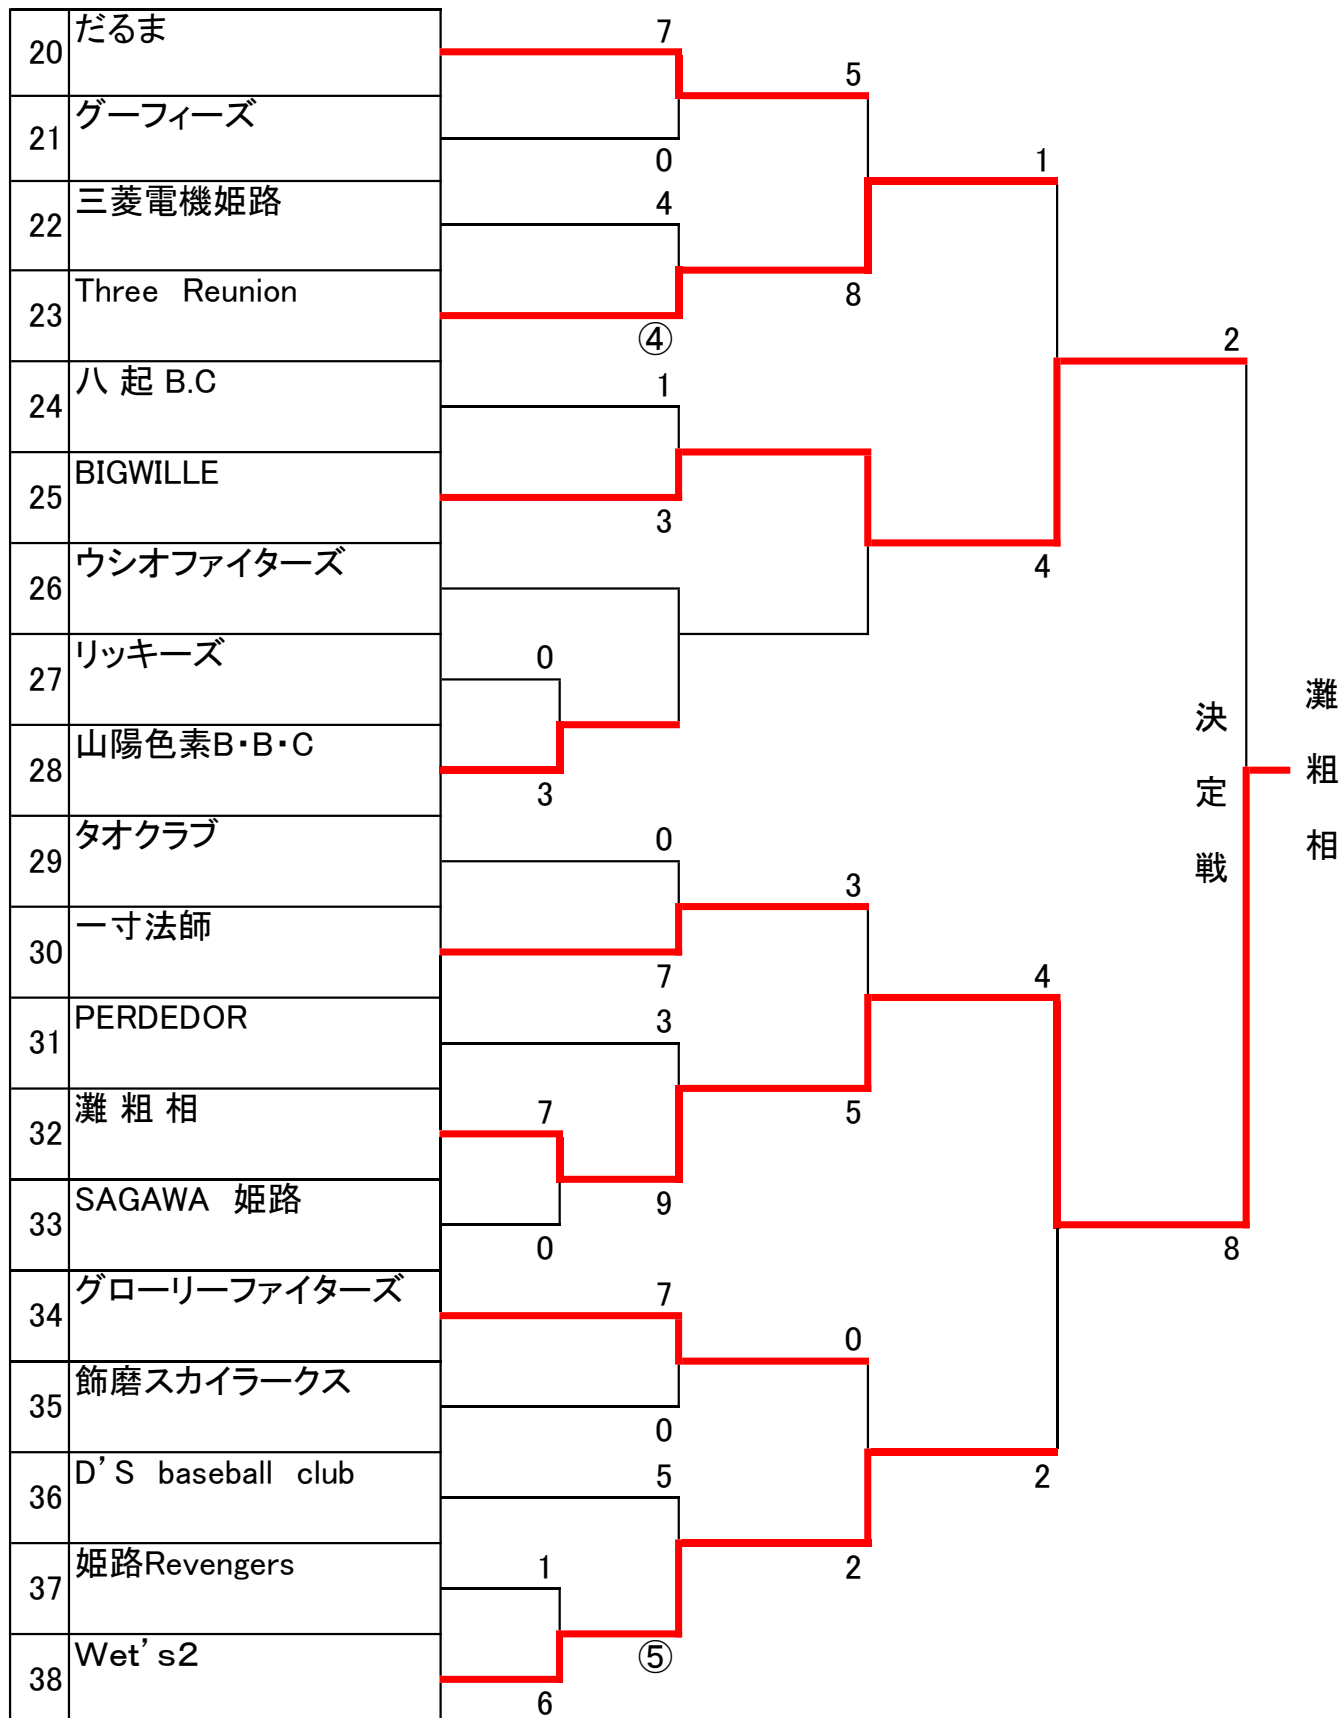 20 だるま
7
5
21 グーフィーズ
0
1
22 三菱電機姫路
4
8
23 Three Reunion
④
2
24 八 起 B.C
1
25 BIGWILLE
3
4
26 ウシオファイターズ
27 リッキーズ
0
28 山陽色素B・B・C
3
決定戦
灘粗相
29 タオクラブ
0
3
30 一寸法師
7
4
31 PERDEDOR
3
5
32 灘 粗 相
7
9
33 SAGAWA 姫路
0
8
34 グローリーファイターズ
7
0
35 飾磨スカイラークス
0
36 D'S baseball club
5
2
37 姫路Revengers
1
2
38 Wet's2
⑤
6